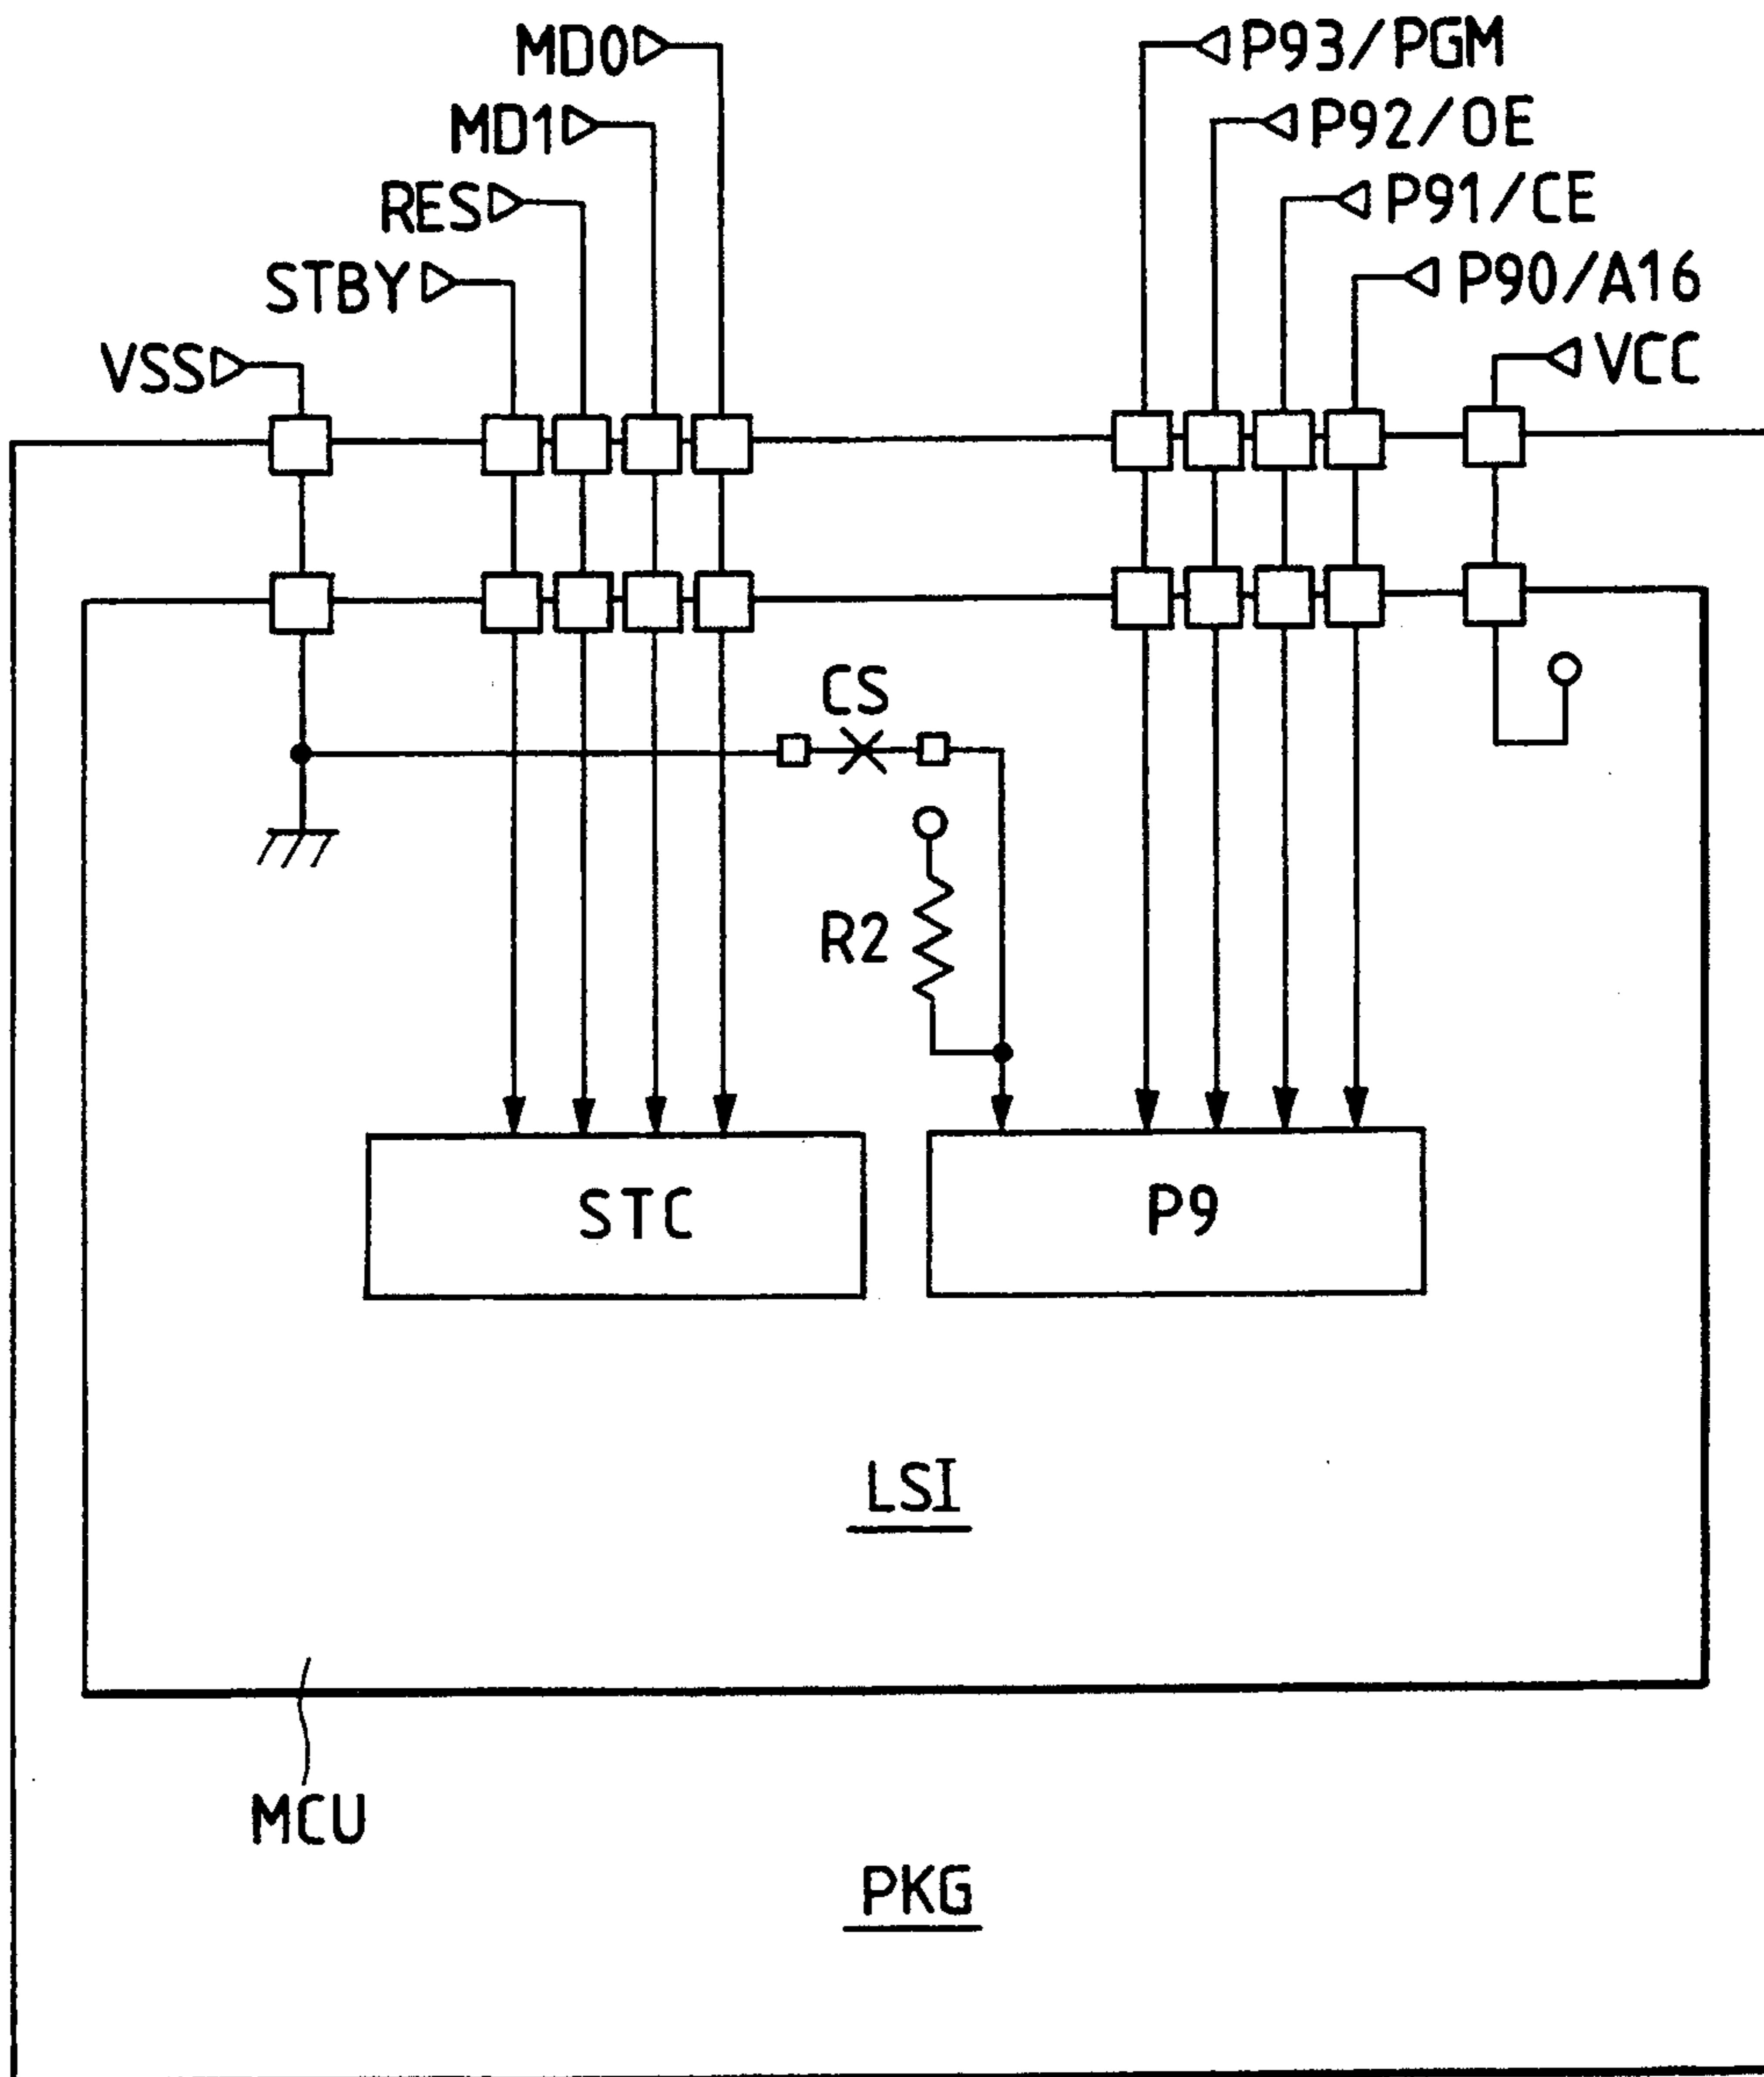 MD0
P93/PGM
MD1
P92/OE
RES
P91/CE
STBY
P90/A16
VSS
VCC
CS
R2
STC
P9
LSI
MCU
PKG